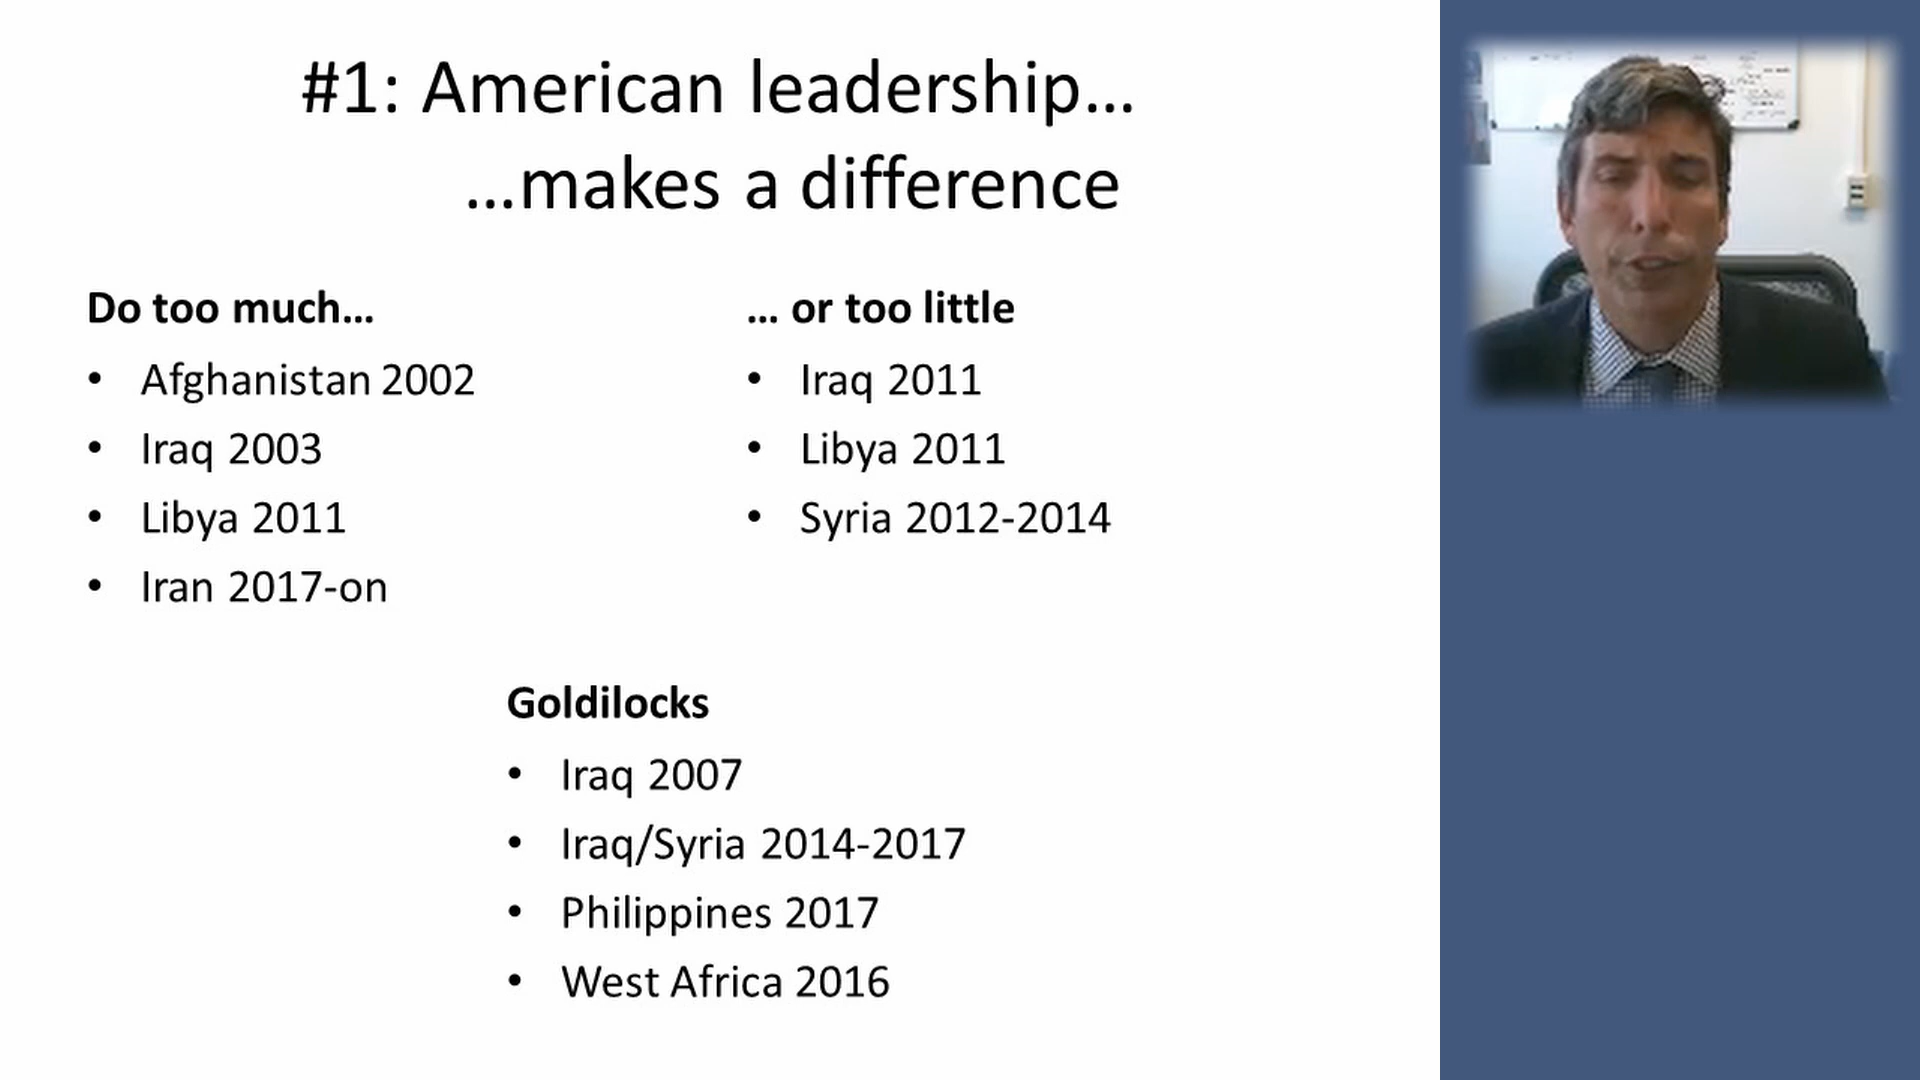 #1: American leadership…
…makes a difference
Do too much…
• Afghanistan 2002
• Iraq 2003
• Libya 2011
• Iran 2017-on
… or too little
• Iraq 2011
• Libya 2011
• Syria 2012-2014
Goldilocks
• Iraq 2007
• Iraq/Syria 2014-2017
• Philippines 2017
• West Africa 2016